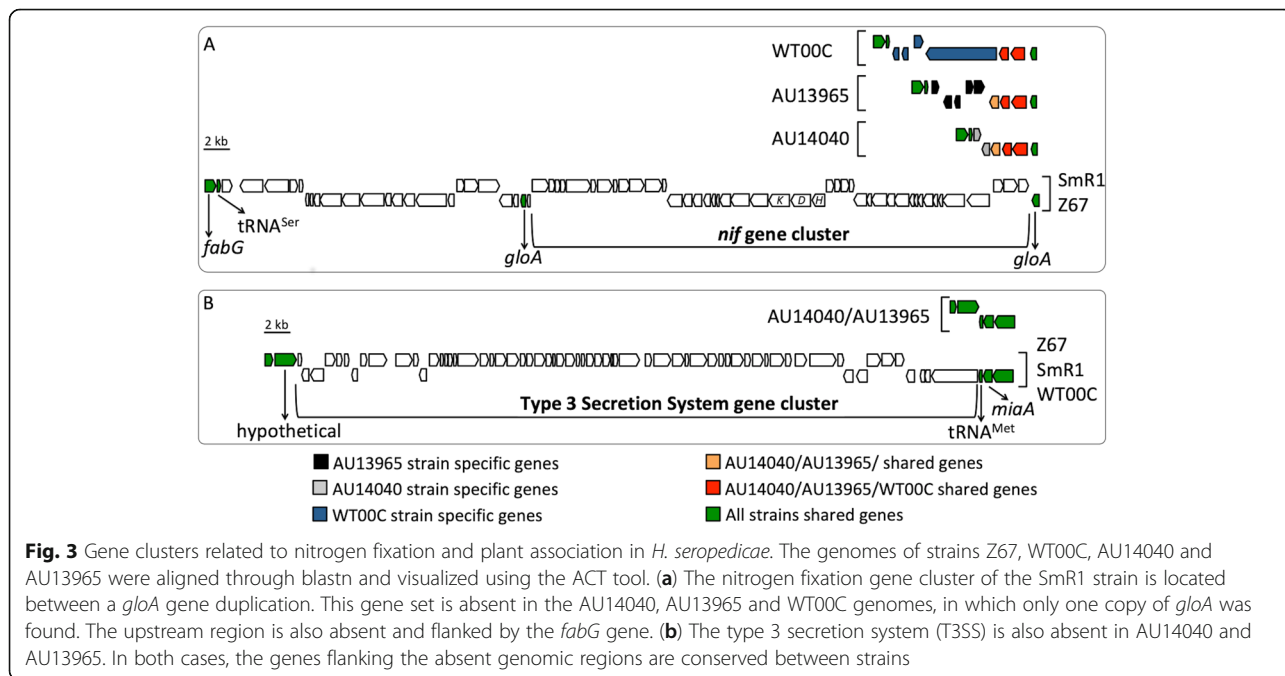 A
WT00C
AU13965
AU14040
2 kb
SmR1
Z67
K D H
tRNASer
fabG
gloA
nif gene cluster
gloA
B
AU14040/AU13965
2 kb
Z67
SmR1
WT00C
Type 3 Secretion System gene cluster
miaA
hypothetical
tRNAMet
AU13965 strain specific genes
AU14040/AU13965/ shared genes
AU14040 strain specific genes
AU14040/AU13965/WT00C shared genes
WT00C strain specific genes
All strains shared genes
Fig. 3 Gene clusters related to nitrogen fixation and plant association in H. seropedicae. The genomes of strains Z67, WT00C, AU14040 and
AU13965 were aligned through blastn and visualized using the ACT tool. (a) The nitrogen fixation gene cluster of the SmR1 strain is located
between a gloA gene duplication. This gene set is absent in the AU14040, AU13965 and WT00C genomes, in which only one copy of gloA was
found. The upstream region is also absent and flanked by the fabG gene. (b) The type 3 secretion system (T3SS) is also absent in AU14040 and
AU13965. In both cases, the genes flanking the absent genomic regions are conserved between strains